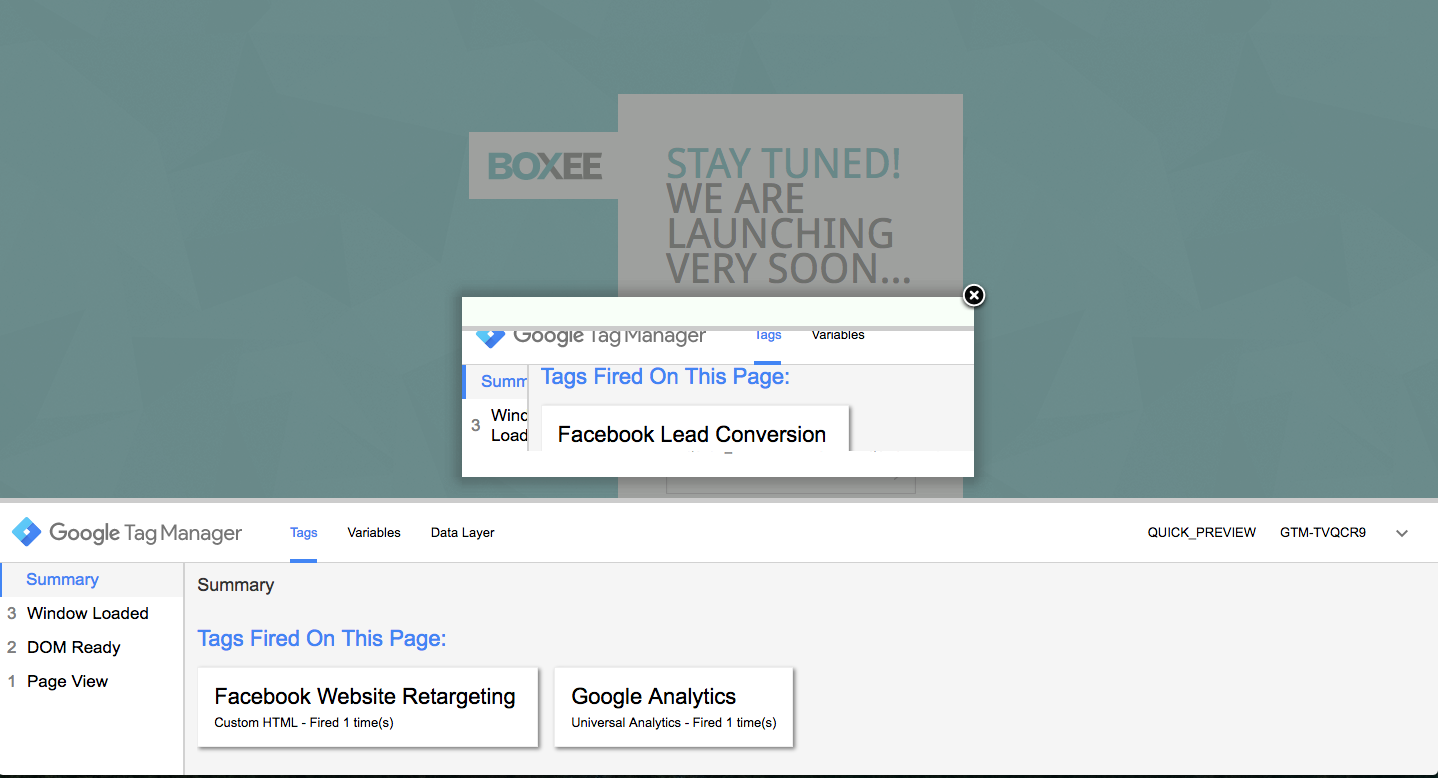 BOXEE
STAY TUNED!
WE ARE
LAUNCHING
VERY SOON...
Google Tag Manager
Tags
Variables
Summ
Tags Fired On This Page:
3
Wind
Load
Facebook Lead Conversion
Google Tag Manager
Tags
Variables
Data Layer
QUICK_PREVIEW
GTM-TVQCR9
Summary
3 Window Loaded
2 DOM Ready
1 Page View
Summary
Tags Fired On This Page:
Facebook Website Retargeting
Custom HTML - Fired 1 time(s)
Google Analytics
Universal Analytics - Fired 1 time(s)